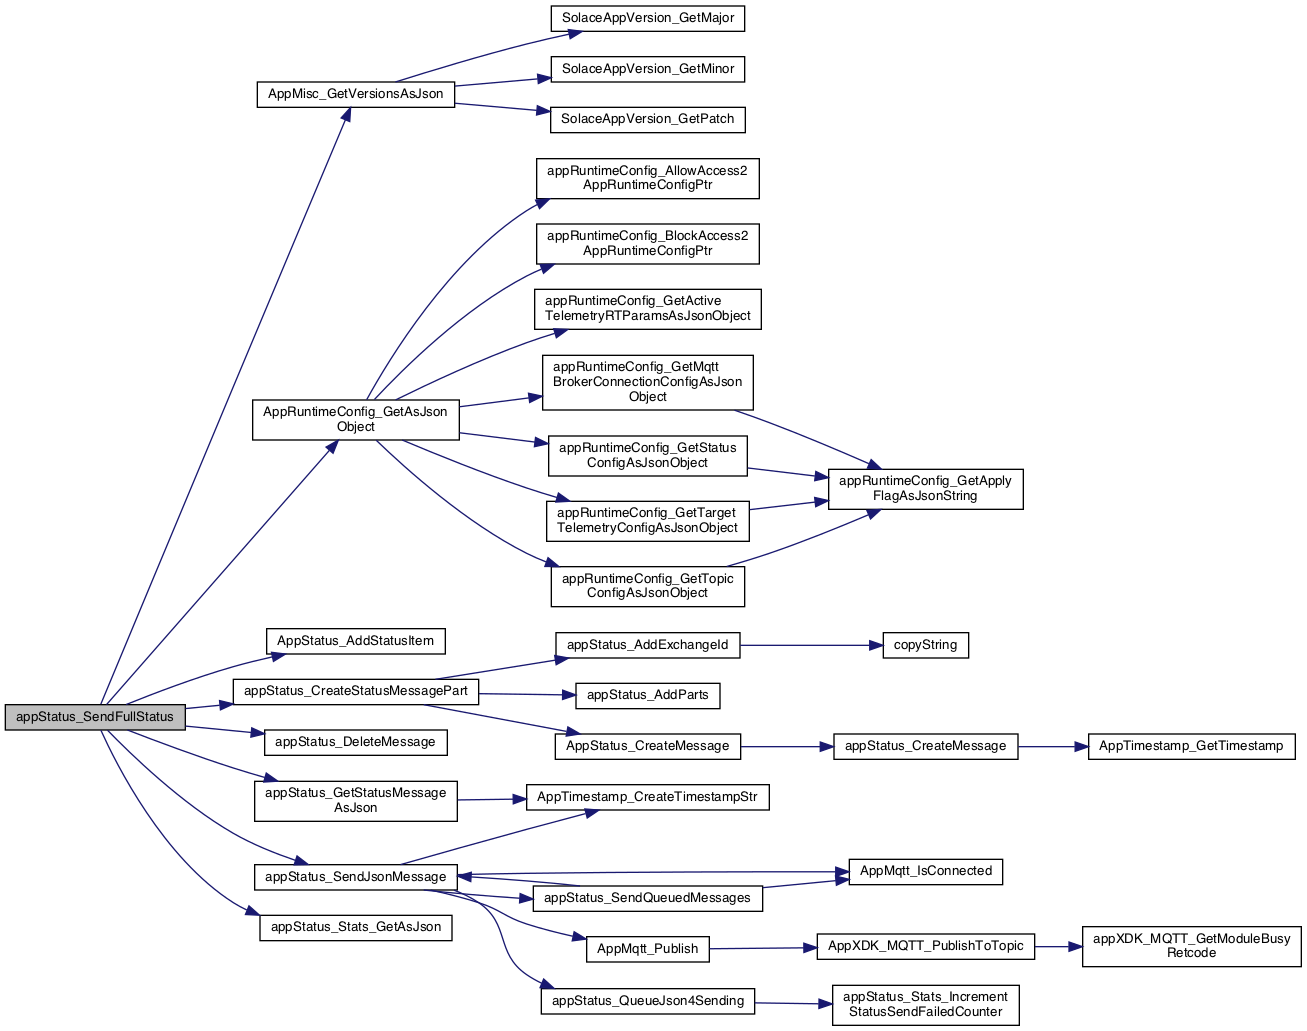 SolaceAppVersion_GetMajor
SolaceAppVersion_GetMinor
AppMisc_GetVersionsAsJson
SolaceAppVersion_GetPatch
appRuntimeConfig_AllowAccess2
AppRuntimeConfigPtr
appRuntimeConfig_BlockAccess2
AppRuntimeConfigPtr
appRuntimeConfig_GetActive
TelemetryRTParamsAsJsonObject
appRuntimeConfig_GetMqtt
BrokerConnectionConfigAsJson
Object
AppRuntimeConfig_GetAsJson
Object
appRuntimeConfig_GetStatus
ConfigAsJsonObject
appRuntimeConfig_GetApply
FlagAsJsonString
appRuntimeConfig_GetTarget
TelemetryConfigAsJsonObject
appRuntimeConfig_GetTopic
ConfigAsJsonObject
AppStatus_AddStatusItem
appStatus_AddExchangeId
copyString
appStatus_CreateStatusMessagePart
appStatus_AddParts
appStatus_SendFullStatus
appStatus_DeleteMessage
AppStatus_CreateMessage
appStatus_CreateMessage
AppTimestamp_GetTimestamp
appStatus_GetStatusMessage
AsJson
AppTimestamp_CreateTimestampStr
appStatus_SendJsonMessage
AppMqtt_IsConnected
appStatus_SendQueuedMessages
appStatus_Stats_GetAsJson
AppMqtt_Publish
AppXDK_MQTT_PublishToTopic
appXDK_MQTT_GetModuleBusy
Retcode
appStatus_QueueJson4Sending
appStatus_Stats_Increment
StatusSendFailedCounter